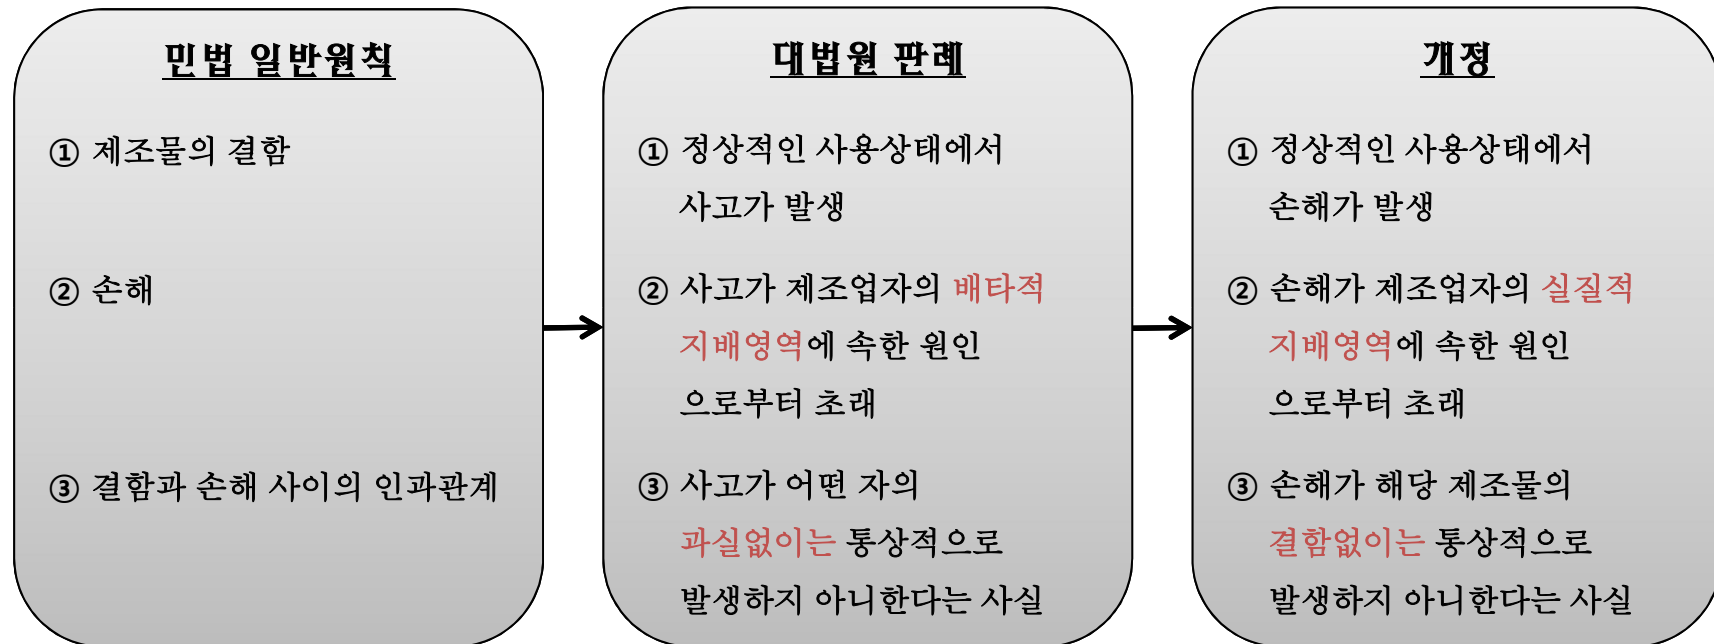 민법 일반원칙
① 제조물의 결함
② 손해
③ 결함과 손해 사이의 인과관계
대법원 판례
① 정상적인 사용상태에서
사고가 발생
② 사고가 제조업자의 배타적
지배영역에 속한 원인
으로부터 초래
③ 사고가 어떤 자의
과실없이는 통상적으로
발생하지 아니한다는 사실
개정
① 정상적인 사용상태에서
손해가 발생
② 손해가 제조업자의 실질적
지배영역에 속한 원인
으로부터 초래
③ 손해가 해당 제조물의
결함없이는 통상적으로
발생하지 아니한다는 사실